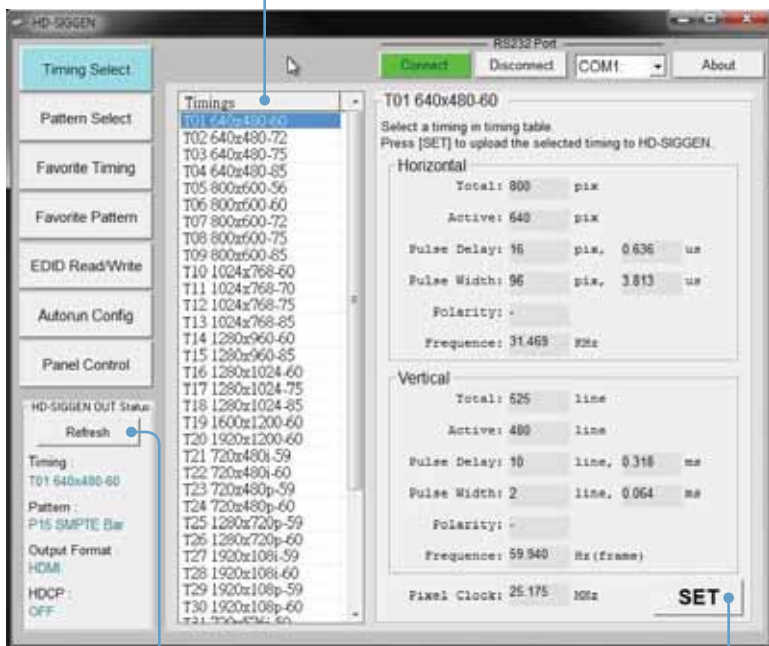 HD-SIGGEN
RS232 Port
Timing Select
Connect
Disconnect
COM1
About
Pattern Select
Favorite Timing
Favorite Pattern
EDID Read/Write
Autorun Config
Panel Control
HD-SIGGEN OUT Status
Refresh
Timing :
T01 640x480-60
Pattern :
P15 SMPTE Bar
Output Format
HDMI
HDCP :
OFF
Timings
T01 640x480-60
T02 640x480-72
T03 640x480-75
T04 640x480-85
T05 800x600-56
T06 800x600-60
T07 800x600-72
T08 800x600-75
T09 800x600-85
T10 1024x768-60
T11 1024x768-70
T12 1024x768-75
T13 1024x768-85
T14 1280x960-60
T15 1280x960-85
T16 1280x1024-60
T17 1280x1024-75
T18 1280x1024-85
T19 1600x1200-60
T20 1920x1200-60
T21 720x480i-59
T22 720x480i-60
T23 720x480p-59
T24 720x480p-60
T25 1280x720p-59
T26 1280x720p-60
T27 1920x108i-59
T28 1920x108i-60
T29 1920x108p-59
T30 1920x108p-60
T31 720x576i-50
T01 640x480-60
Select a timing in timing table
Press [SET] to upload the selected timing to HD-SIGGEN.
Horizontal
Total: 800 pix
Active: 640 pix
Pulse Delay: 16 pix, 0.636 us
Pulse Width: 96 pix, 3.813 us
Polarity: -
Frequence: 31.469 KHz
Vertical
Total: 525 line
Active: 480 line
Pulse Delay: 10 line, 0.318 ms
Pulse Width: 2 line, 0.064 ms
Polarity: -
Frequence: 59.940 Hz(frame)
Pixel Clock: 25.175 MHz
SET